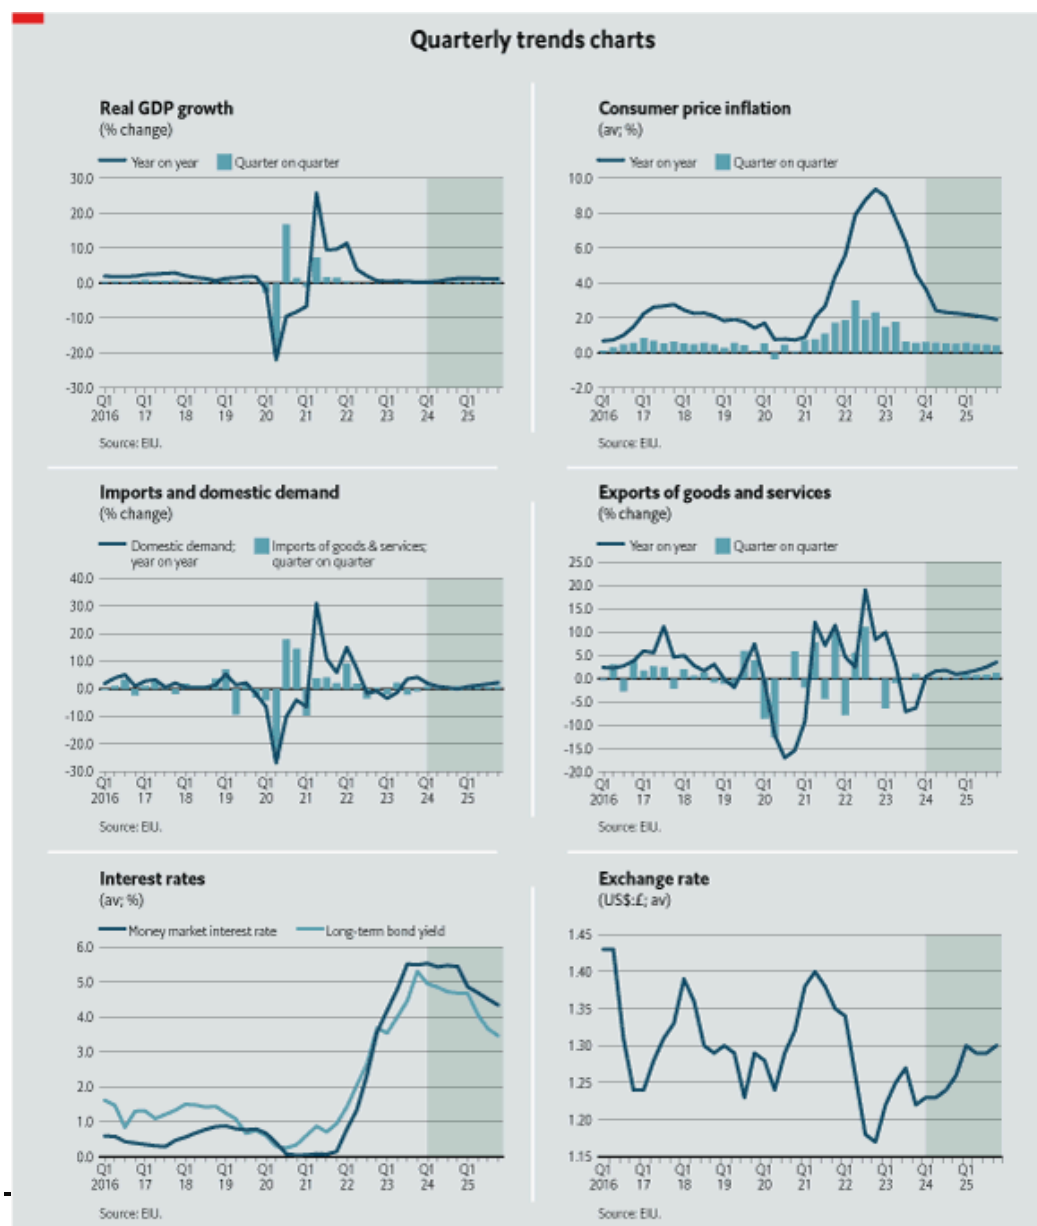 Quarterly trends charts
Real GDP growth
(% change)
Year on year
Quarter on quarter
30.0
20.0
10.0
0.0
-10.0
-20.0
-30.0
Q1 Q1 Q1 Q1 Q1 Q1 Q1 Q1 Q1 Q1
2016 17 18 19 20 21 22 23 24 25
Source: EIU.
Consumer price inflation
(av; %)
Year on year
Quarter on quarter
10.0
8.0
6.0
4.0
2.0
0.0
-2.0
Q1 Q1 Q1 Q1 Q1 Q1 Q1 Q1 Q1 Q1
2016 17 18 19 20 21 22 23 24 25
Source: EIU.
Imports and domestic demand
(% change)
Domestic demand;
year on year
Imports of goods & services;
quarter on quarter
40.0
30.0
20.0
10.0
0.0
-10.0
-20.0
-30.0
Q1 Q1 Q1 Q1 Q1 Q1 Q1 Q1 Q1 Q1
2016 17 18 19 20 21 22 23 24 25
Source: EIU.
Exports of goods and services
(% change)
Year on year
Quarter on quarter
25.0
20.0
15.0
10.0
5.0
0.0
-5.0
-10.0
-15.0
-20.0
Q1 Q1 Q1 Q1 Q1 Q1 Q1 Q1 Q1 Q1
2016 17 18 19 20 21 22 23 24 25
Source: EIU.
Interest rates
(av; %)
Money market interest rate
Long-term bond yield
6.0
5.0
4.0
3.0
2.0
1.0
0.0
Q1 Q1 Q1 Q1 Q1 Q1 Q1 Q1 Q1 Q1
2016 17 18 19 20 21 22 23 24 25
Source: EIU.
Exchange rate
(US$:£; av)
1.45
1.40
1.35
1.30
1.25
1.20
1.15
Q1 Q1 Q1 Q1 Q1 Q1 Q1 Q1 Q1 Q1
2016 17 18 19 20 21 22 23 24 25
Source: EIU.